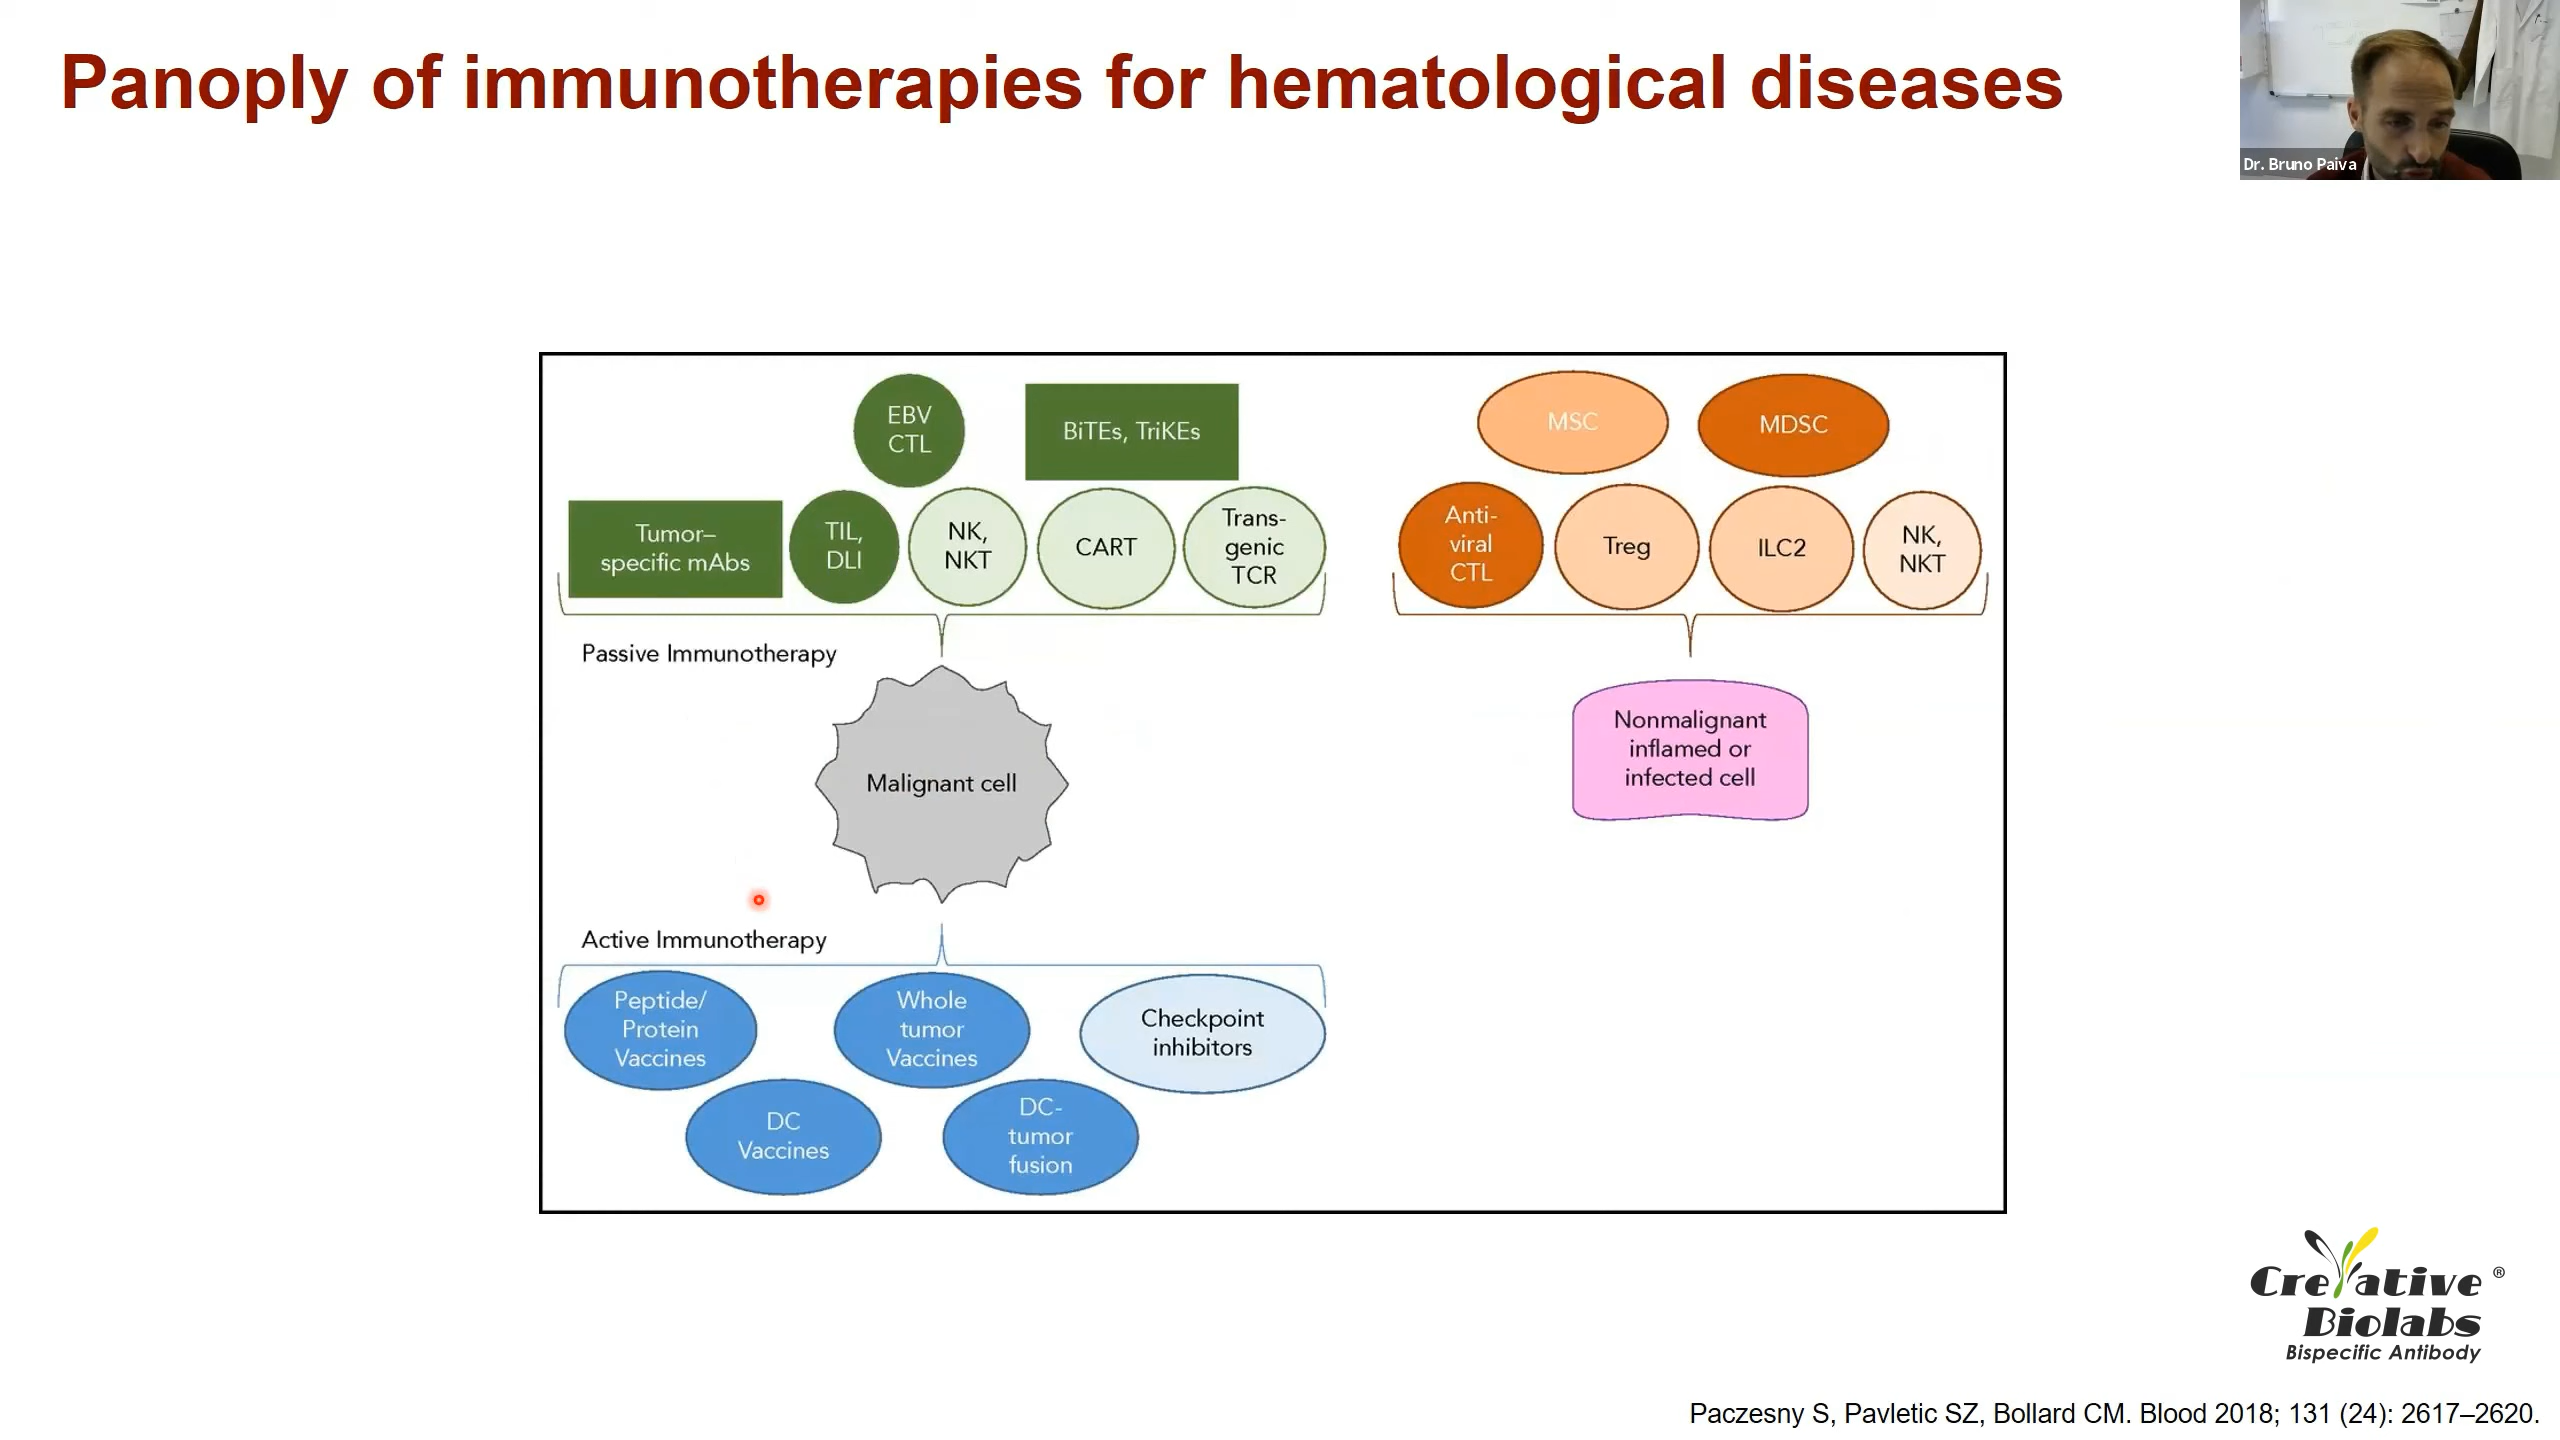 Panoply of immunotherapies for hematological diseases
Dr. Bruno Paiva
EBV
CTL
BiTEs, TriKEs
MSC
MDSC
Tumor–
specific mAbs
TIL,
DLI
NK,
NKT
CART
Trans-
genic
TCR
Anti-
viral
CTL
Treg
ILC2
NK,
NKT
Passive Immunotherapy
Malignant cell
Nonmalignant
inflamed or
infected cell
Active Immunotherapy
Peptide/
Protein
Vaccines
Whole
tumor
Vaccines
Checkpoint
inhibitors
DC
Vaccines
DC-
tumor
fusion
Creative ®
Biolabs
Bispecific Antibody
Paczesny S, Pavletic SZ, Bollard CM. Blood 2018; 131 (24): 2617–2620.